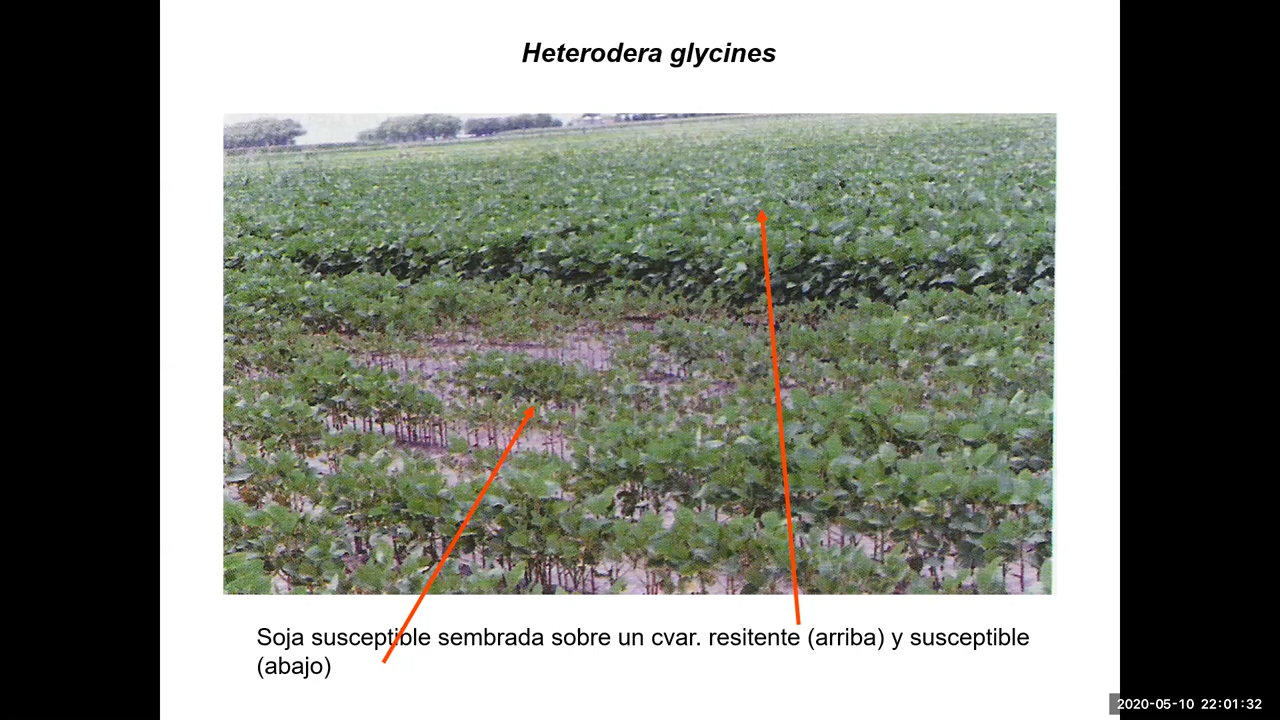 Heterodera glycines
Soja susceptible sembrada sobre un cvar. resitente (arriba) y susceptible
(abajo)
2020-05-10 22:01:32